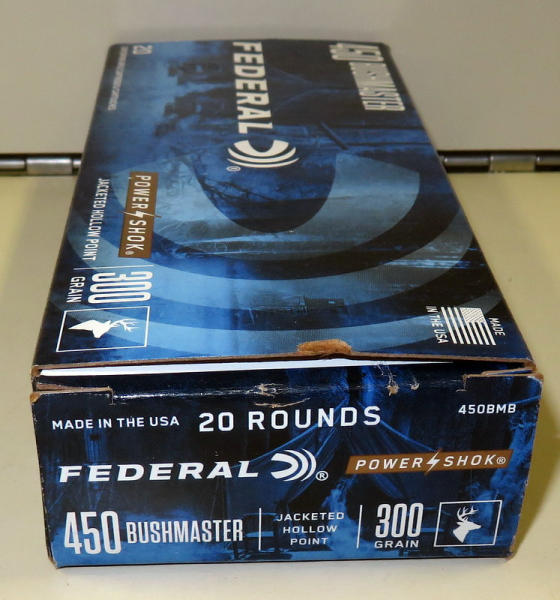 20
450 BUSHMASTER
FEDERAL®
POWER SHOK®
JACKETED HOLLOW POINT
300
GRAIN
MADE
IN THE USA
MADE IN THE USA 20 ROUNDS 450BMB
FEDERAL® POWER SHOK®
450 BUSHMASTER JACKETED HOLLOW POINT 300 GRAIN